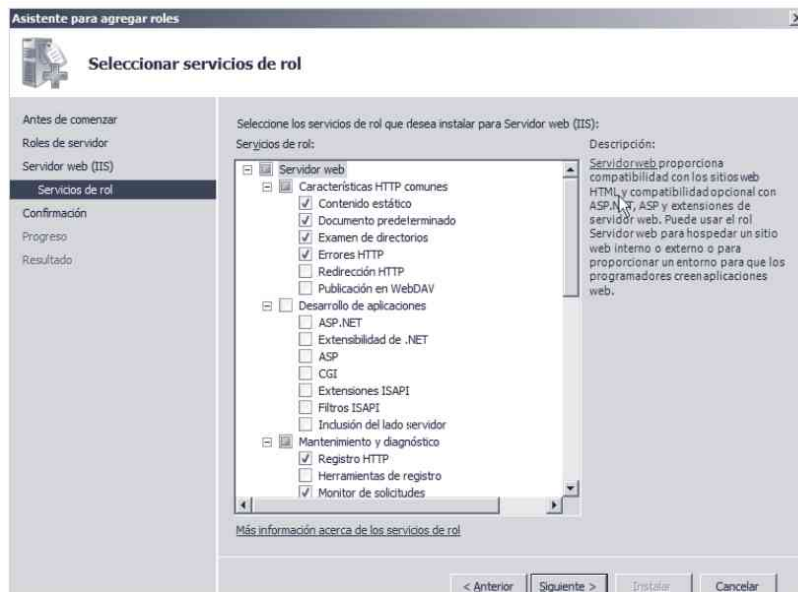 Asistente para agregar roles
Seleccionar servicios de rol
Antes de comenzar
Roles de servidor
Servidor web (IIS)
Servicios de rol
Confirmación
Progreso
Resultado
Seleccione los servicios de rol que desea instalar para Servidor web (IIS):
Servicios de rol:
Servidor web
Características HTTP comunes
Contenido estático
Documento predeterminado
Examen de directorios
Errores HTTP
Redirección HTTP
Publicación en WebDAV
Desarrollo de aplicaciones
ASP.NET
Extensibilidad de .NET
ASP
CGI
Extensiones ISAPI
Filtros ISAPI
Inclusión del lado servidor
Mantenimiento y diagnóstico
Registro HTTP
Herramientas de registro
Monitor de solicitudes
Descripción:
Servidor web proporciona
compatibilidad con los sitios web
HTML y compatibilidad opcional con
ASP.NET, ASP y extensiones de
servidor web. Puede usar el rol
Servidor web para hospedar un sitio
web interno o externo o para
proporcionar un entorno para que los
programadores creen aplicaciones
web.
Más información acerca de los servicios de rol
< Anterior
Siguiente >
Instalar
Cancelar